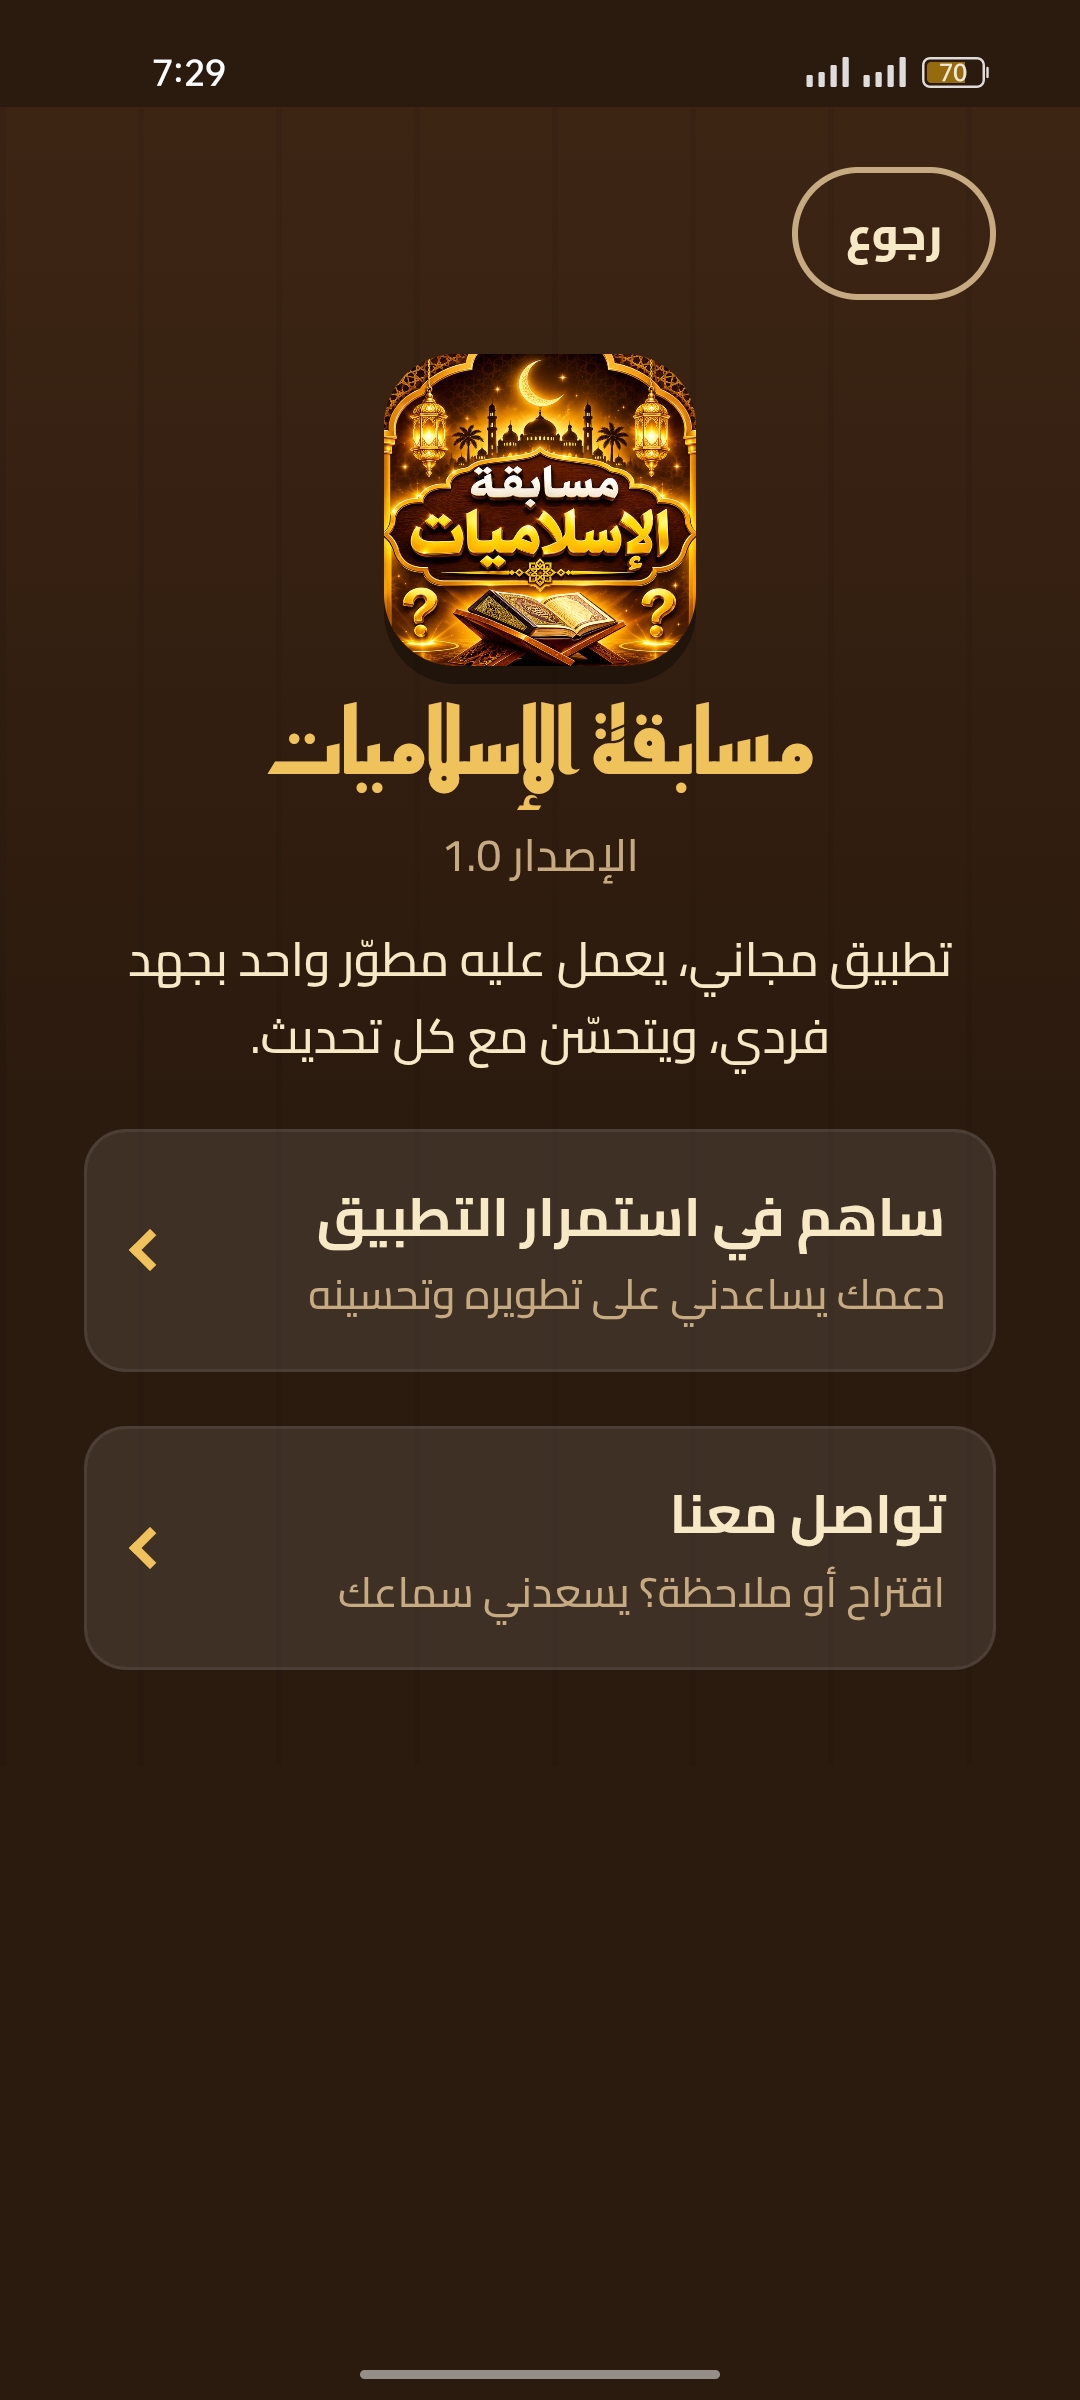 7:29
70
رجوع
مسابقة
الإسلاميات
? ?
مسابقة الإسلاميات
الإصدار 1.0
تطبيق مجاني، يعمل عليه مطوّر واحد بجهد
فردي، ويتحسّن مع كل تحديث.
ساهم في استمرار التطبيق
دعمك يساعدني على تطويره وتحسينه
تواصل معنا
اقتراح أو ملاحظة؟ يسعدني سماعك